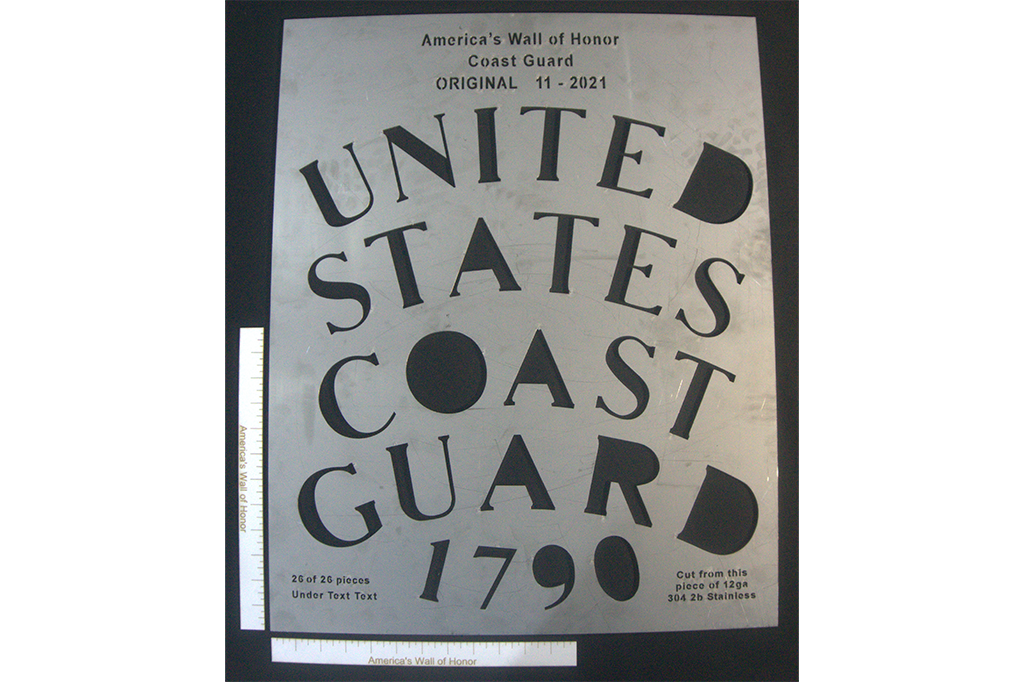 America's Wall of Honor
Coast Guard
ORIGINAL 11 - 2021
UNITED
STATES
COAST
GUARD
1790
26 of 26 pieces
Under Text Text
Cut from this
piece of 12ga
304 2b Stainless
America's Wall of Honor
America's Wall of Honor